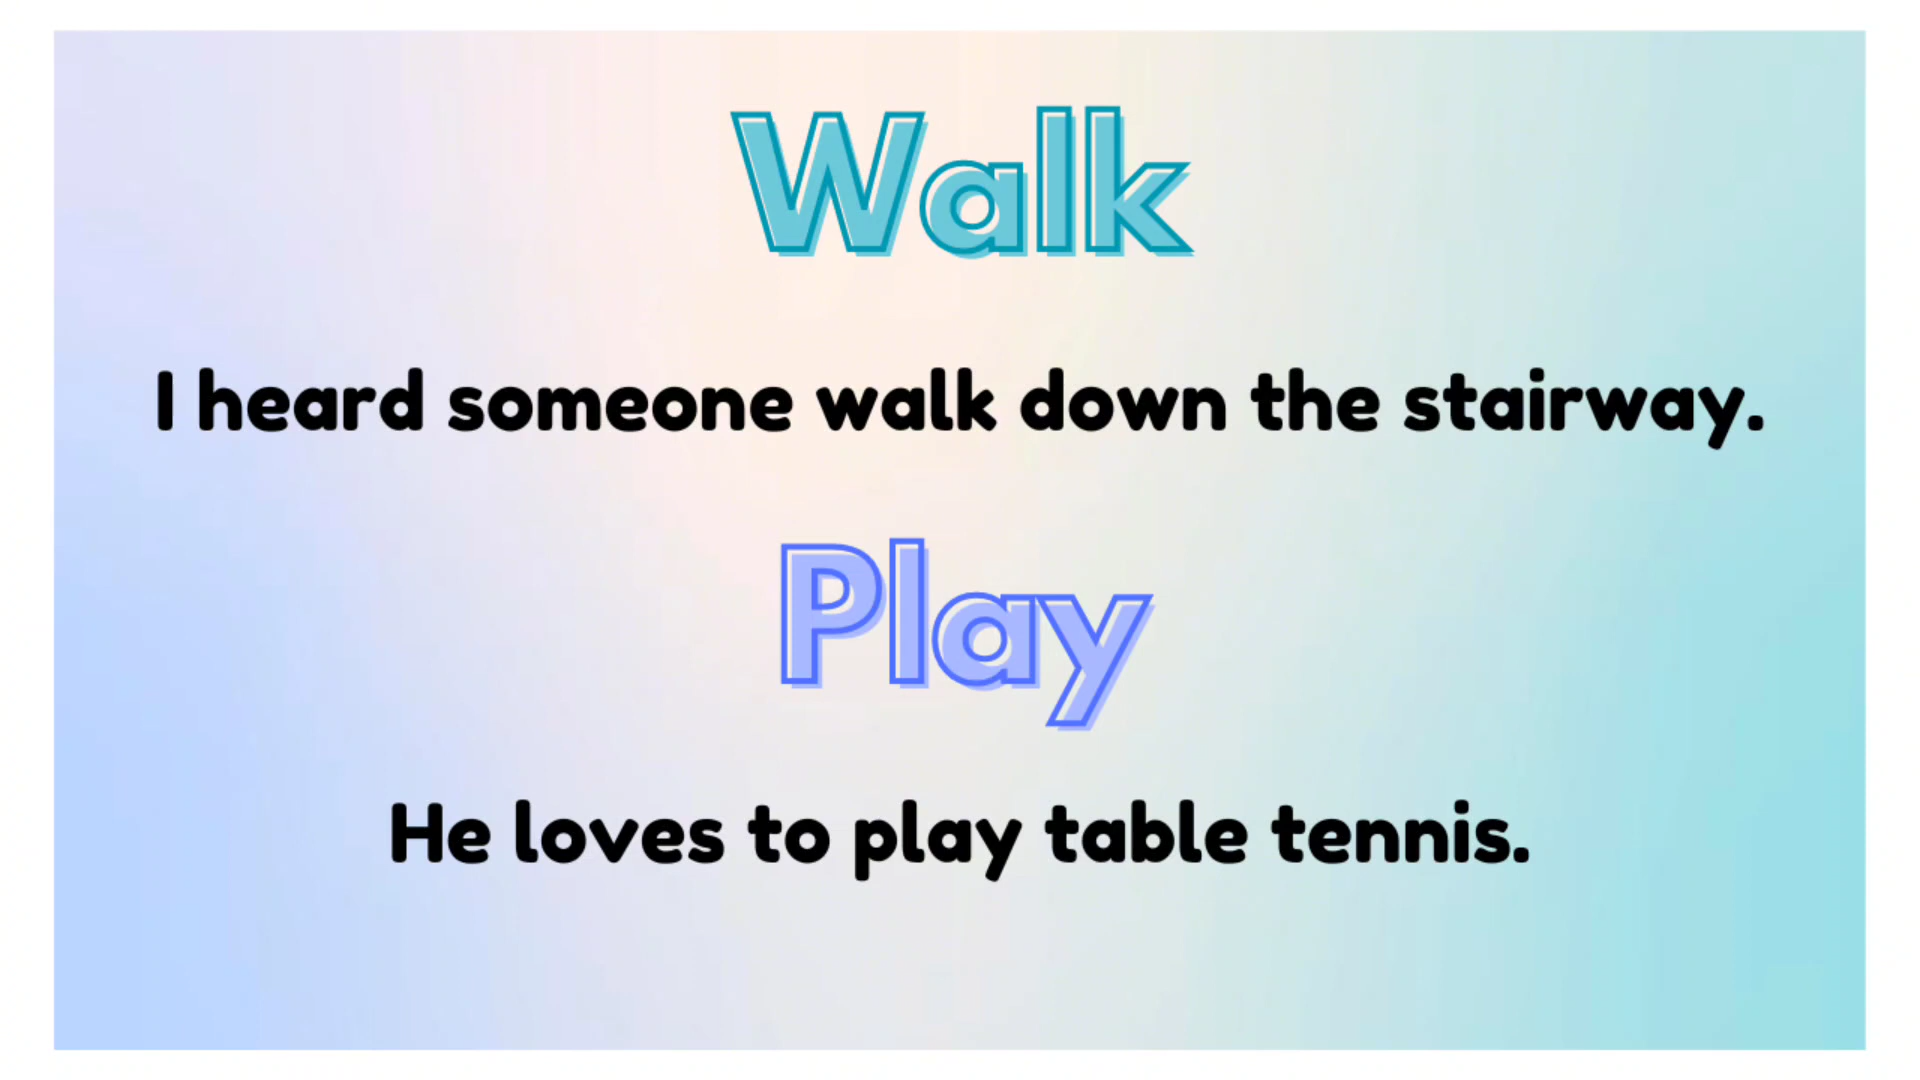 Walk
I heard someone walk down the stairway.
Play
He loves to play table tennis.